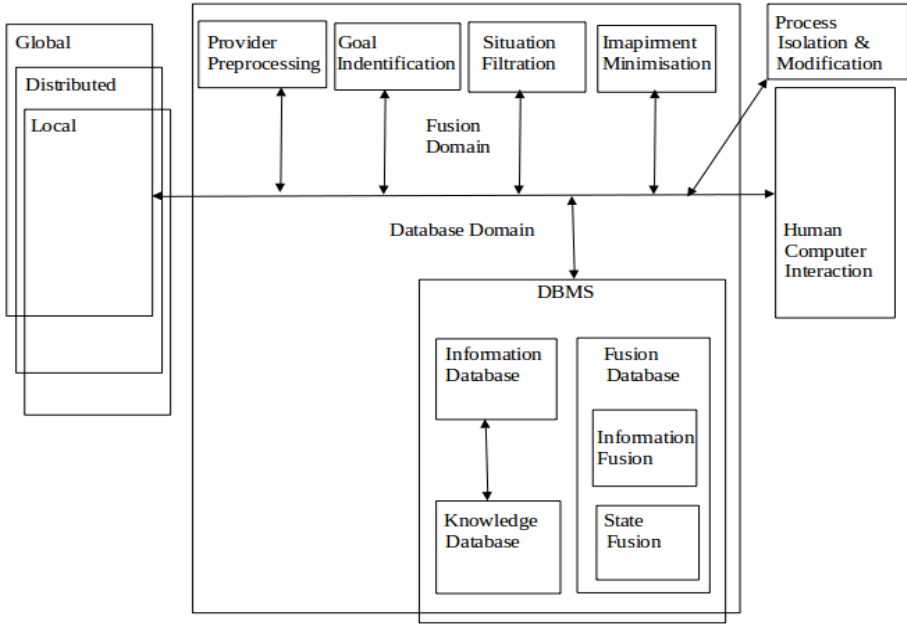 Global
Distributed
Local
Provider
Preprocessing
Goal
Indentification
Situation
Filtration
Imapirment
Minimisation
Process
Isolation &
Modification
Fusion
Domain
Database Domain
Human
Computer
Interaction
DBMS
Information
Database
Fusion
Database
Information
Fusion
Knowledge
Database
State
Fusion